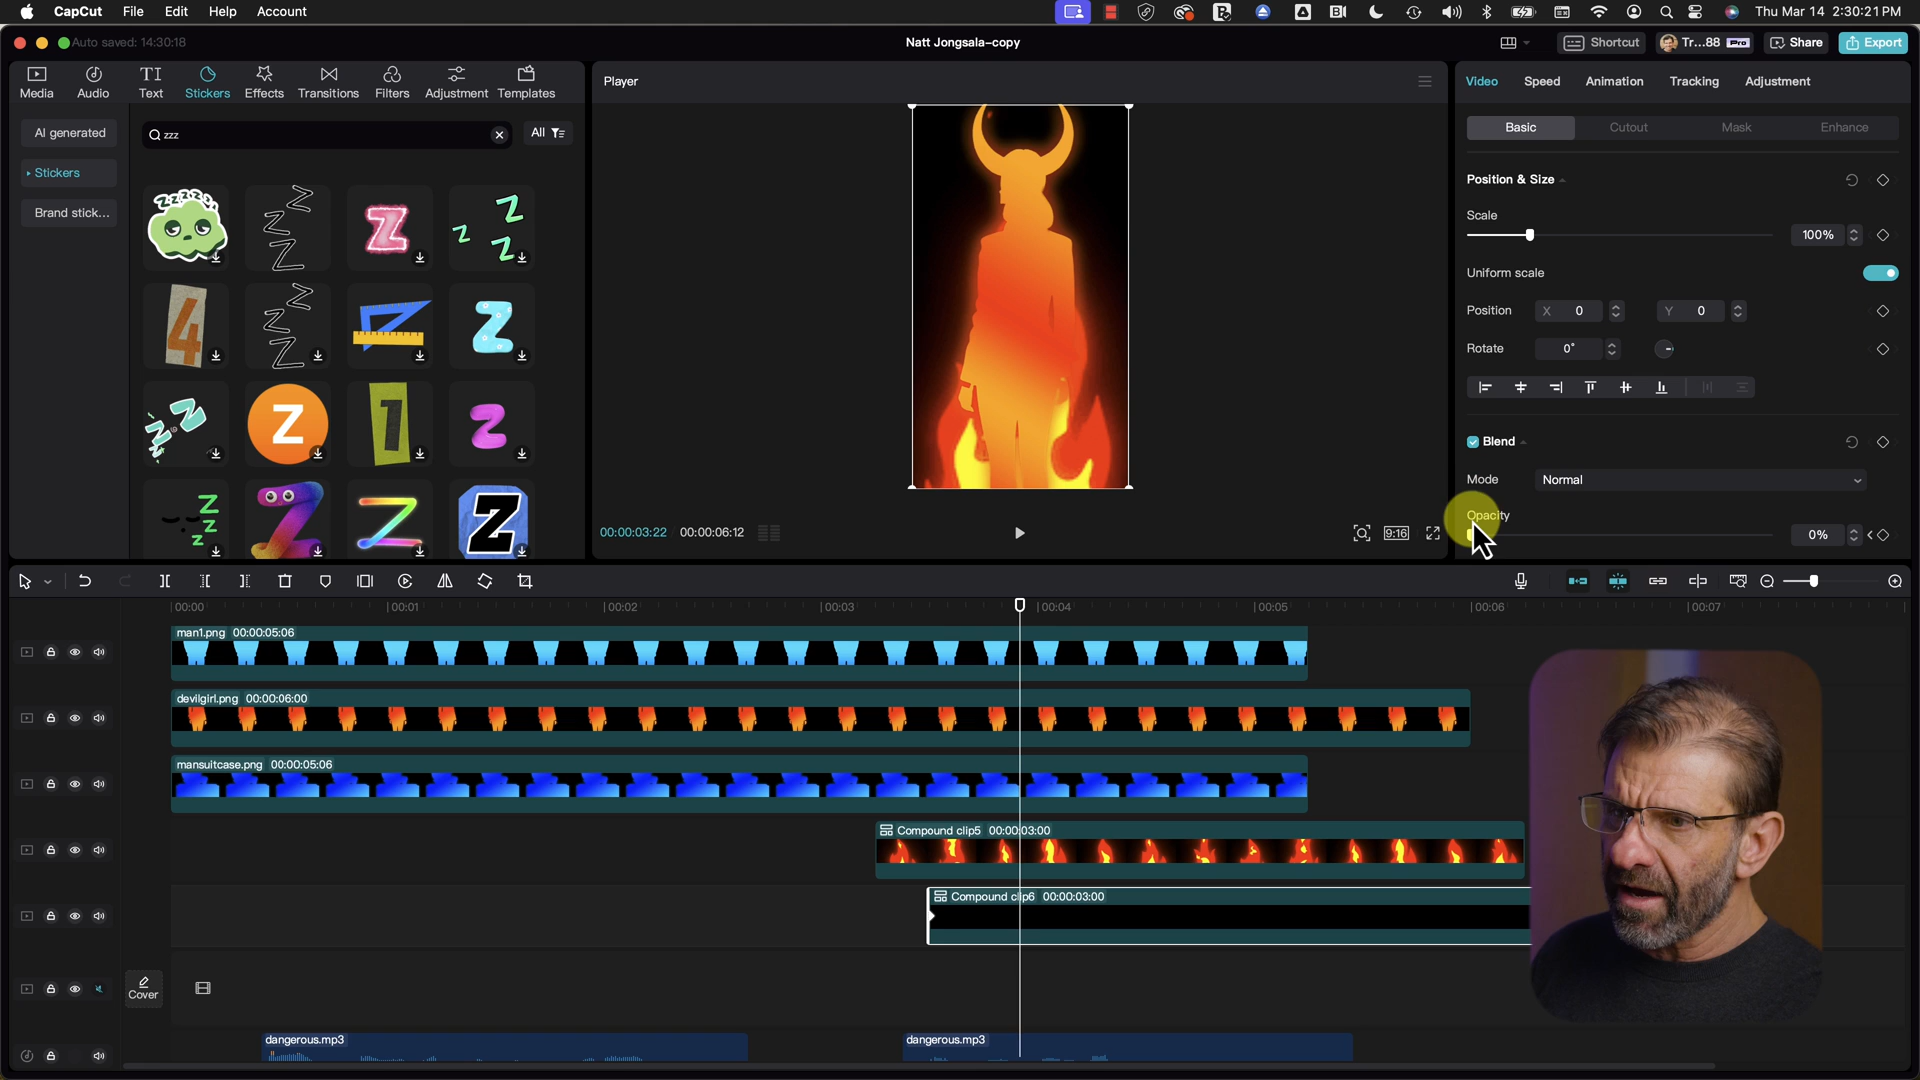 CapCut File Edit Help Account
Thu Mar 14 2:30:21 PM
Auto saved: 14:30:18
Natt Jongsala-copy
Shortcut
Tr...88 Pro
Share
Export
Media Audio Text Stickers Effects Transitions Filters Adjustment Templates
AI generated
Stickers
Brand stick...
zzz
All
Player
00:00:03:22 00:00:06:12
9:16
Video Speed Animation Tracking Adjustment
Basic Cutout Mask Enhance
Position & Size
Scale
100%
Uniform scale
Position X 0 Y 0
Rotate 0°
Blend
Mode Normal
Opacity
0%
00:00 00:01 00:02 00:03 00:04 00:05 00:06 00:07
man1.png 00:00:05:06
devilgirl.png 00:00:06:00
mansuitcase.png 00:00:05:06
Compound clip5 00:00:03:00
Compound clip6 00:00:03:00
Cover
dangerous.mp3
dangerous.mp3